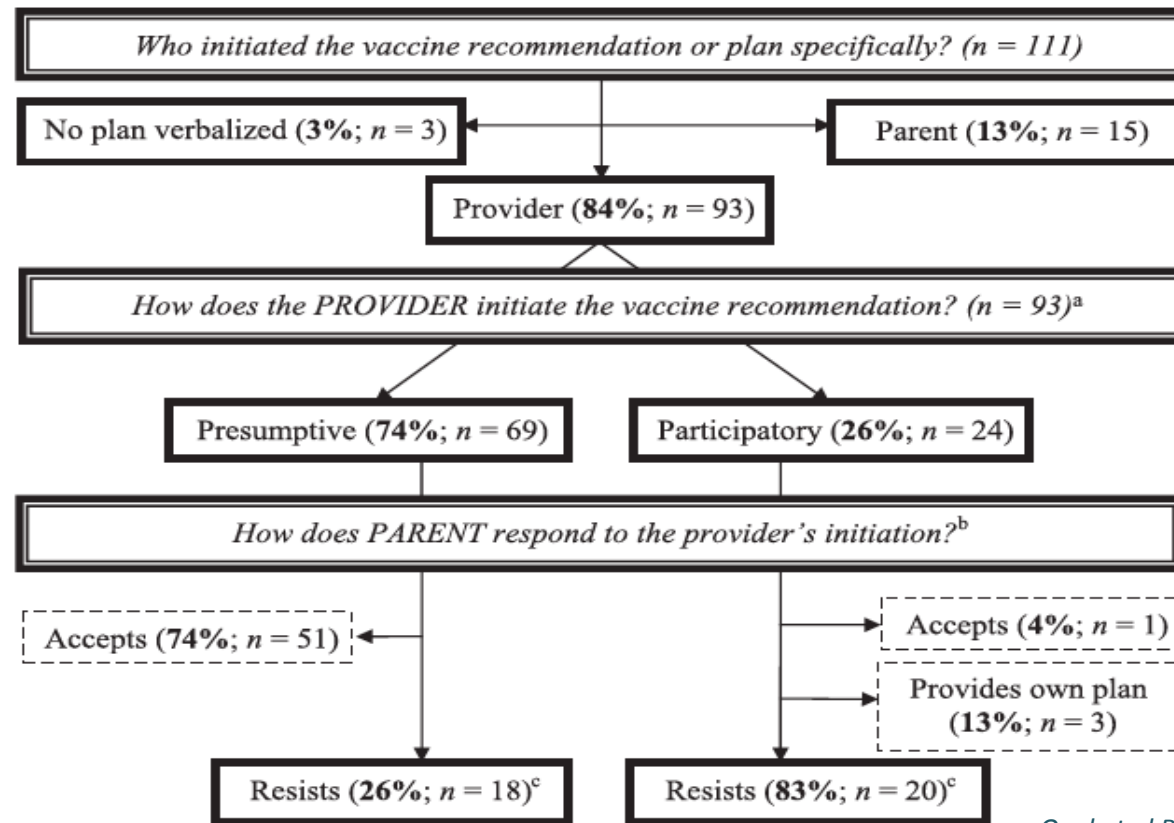 Who initiated the vaccine recommendation or plan specifically? (n = 111)
No plan verbalized (3%; n = 3)
Parent (13%; n = 15)
Provider (84%; n = 93)
How does the PROVIDER initiate the vaccine recommendation? (n = 93)a
Presumptive (74%; n = 69)
Participatory (26%; n = 24)
How does PARENT respond to the provider's initiation?b
Accepts (74%; n = 51)
Accepts (4%; n = 1)
Provides own plan
(13%; n = 3)
Resists (26%; n = 18)c
Resists (83%; n = 20)c